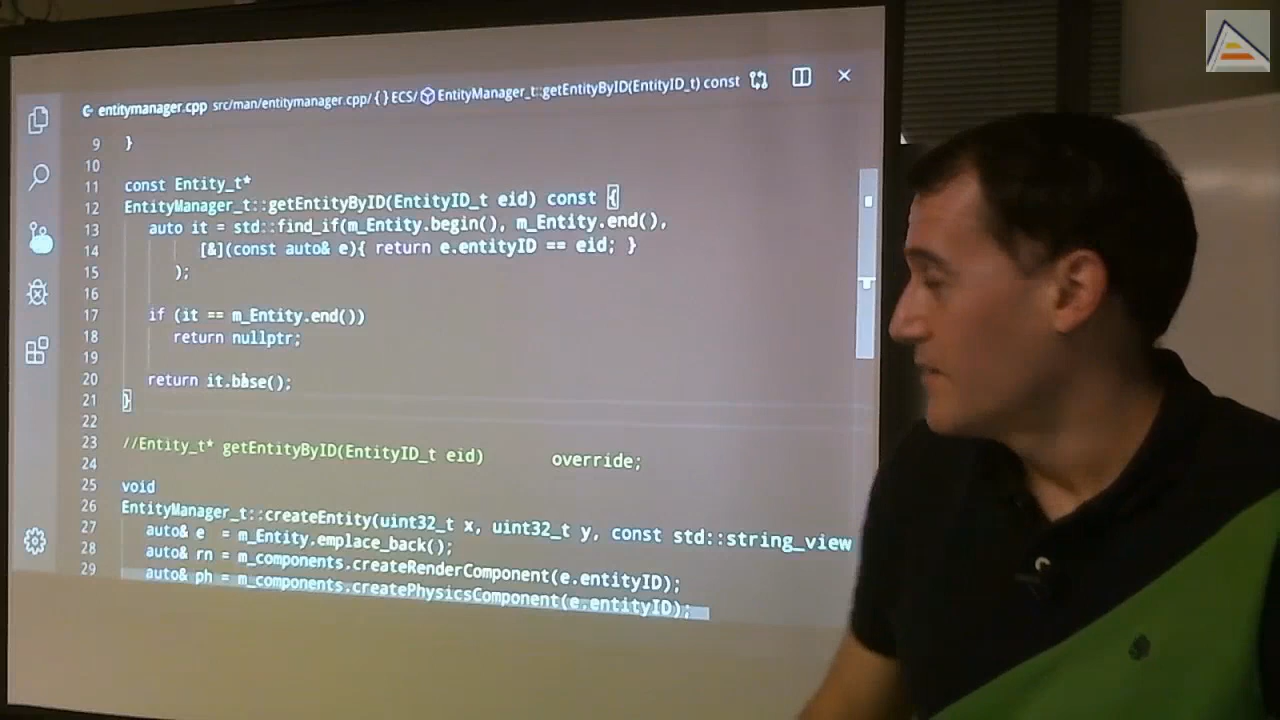 entitymanager.cpp src/man/entitymanager.cpp/ { } ECS/ EntityManager_t::getEntityByID(EntityID_t) const
9 }
10
11 const Entity_t*
12 EntityManager_t::getEntityByID(EntityID_t eid) const {
13 auto it = std::find_if(m_Entity.begin(), m_Entity.end(),
14 [&](const auto& e){ return e.entityID == eid; }
15 );
16
17 if (it == m_Entity.end())
18 return nullptr;
19
20 return it.base();
21 }
22
23 //Entity_t* getEntityByID(EntityID_t eid) override;
24
25 void
26 EntityManager_t::createEntity(uint32_t x, uint32_t y, const std::string_view
27 auto& e = m_Entity.emplace_back();
28 auto& rn = m_components.createRenderComponent(e.entityID);
29 auto& ph = m_components.createPhysicsComponent(e.entityID);